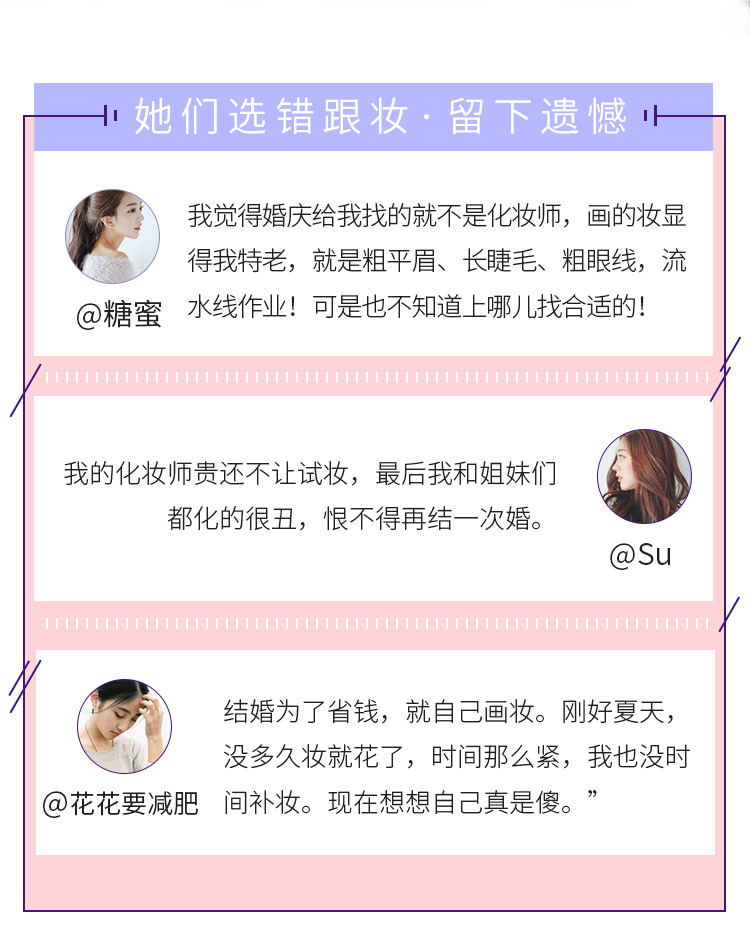 她们选错跟妆·留下遗憾
我觉得婚庆给我找的就不是化妆师，画的妆显
得我特老，就是粗平眉、长睫毛、粗眼线，流
水线作业！可是也不知道上哪儿找合适的！
@糖蜜
我的化妆师贵还不让试妆，最后我和姐妹们
都化的很丑，恨不得再结一次婚。
@Su
结婚为了省钱，就自己画妆。刚好夏天，
没多久妆就花了，时间那么紧，我也没时
间补妆。现在想想自己真是傻。”
@花花要减肥